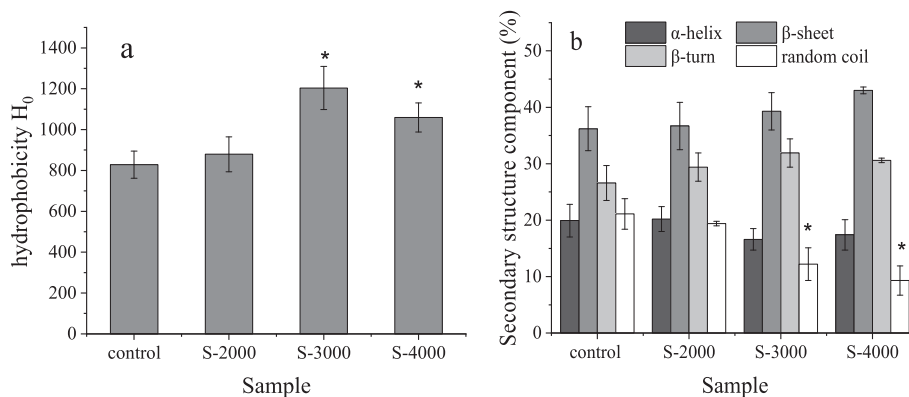 a
hydrophobicity H0
1400
1200
1000
800
600
400
200
0
*
*
control
S-2000
S-3000
S-4000
Sample
b
Secondary structure component (%)
50
40
30
20
10
0
α-helix
β-sheet
β-turn
random coil
*
*
control
S-2000
S-3000
S-4000
Sample